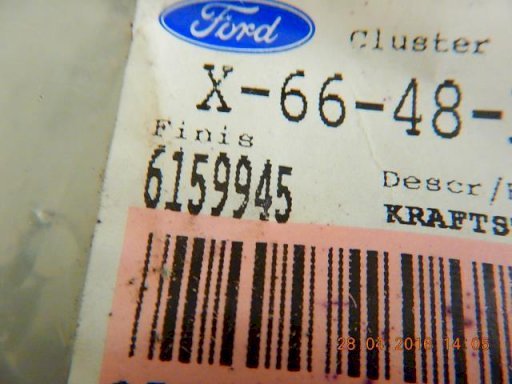 Ford
Cluster
X-66-48-
Finis
6159945
Descr/
KRAFTS
28.04.2016 14:05